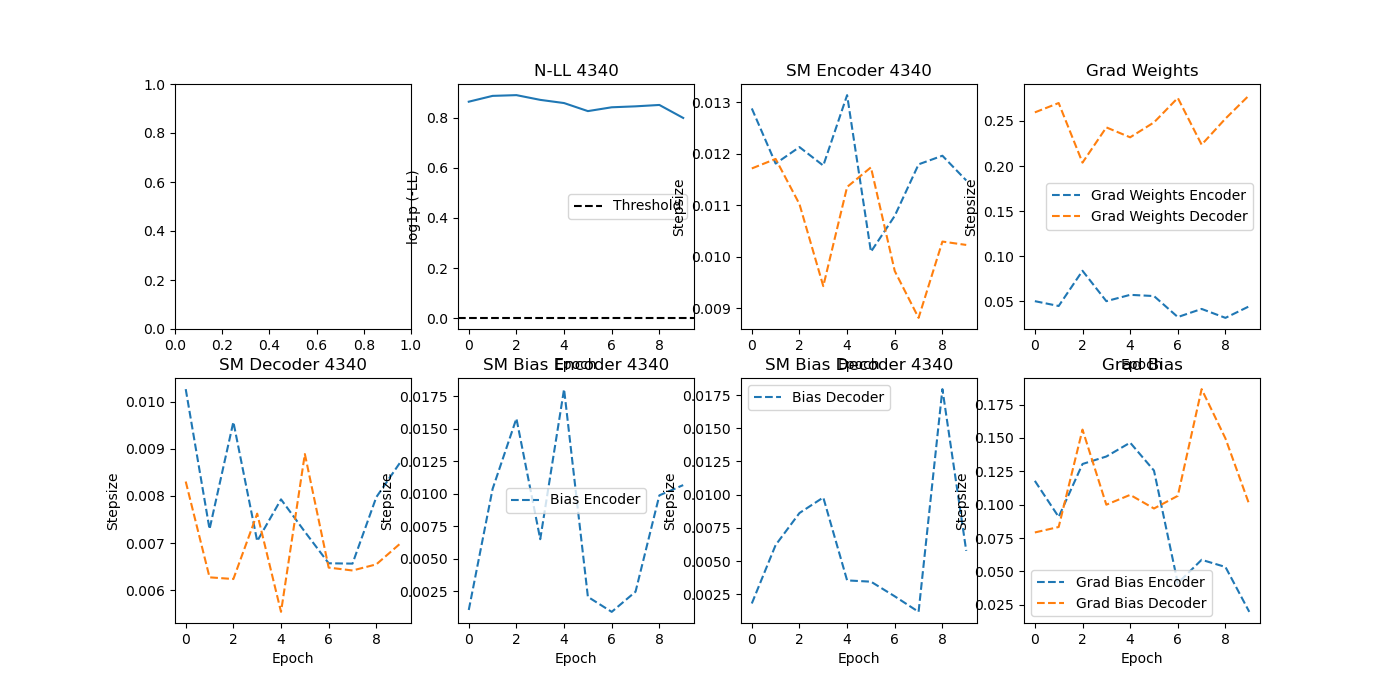 N-LL 4340
SM Encoder 4340
Grad Weights
1.0
0.8
0.6
0.4
0.2
0.0
0.0 0.2 0.4 0.6 0.8 1.0
log1p (-LL)
0.8
0.6
0.4
0.2
0.0
Threshold
0 2 4 6 8
Epoch
Stepsize
0.013
0.012
0.011
0.010
0.009
0 2 4 6 8
Epoch
Stepsize
0.25
0.20
0.15
0.10
0.05
Grad Weights Encoder
Grad Weights Decoder
0 2 4 6 8
Epoch
SM Decoder 4340
SM Bias Encoder 4340
SM Bias Decoder 4340
Grad Bias
Stepsize
0.010
0.009
0.008
0.007
0.006
0 2 4 6 8
Epoch
Stepsize
0.0175
0.0150
0.0125
0.0100
0.0075
0.0050
0.0025
Bias Encoder
0 2 4 6 8
Epoch
Stepsize
0.0175
0.0150
0.0125
0.0100
0.0075
0.0050
0.0025
Bias Decoder
0 2 4 6 8
Epoch
Stepsize
0.175
0.150
0.125
0.100
0.075
0.050
0.025
Grad Bias Encoder
Grad Bias Decoder
0 2 4 6 8
Epoch